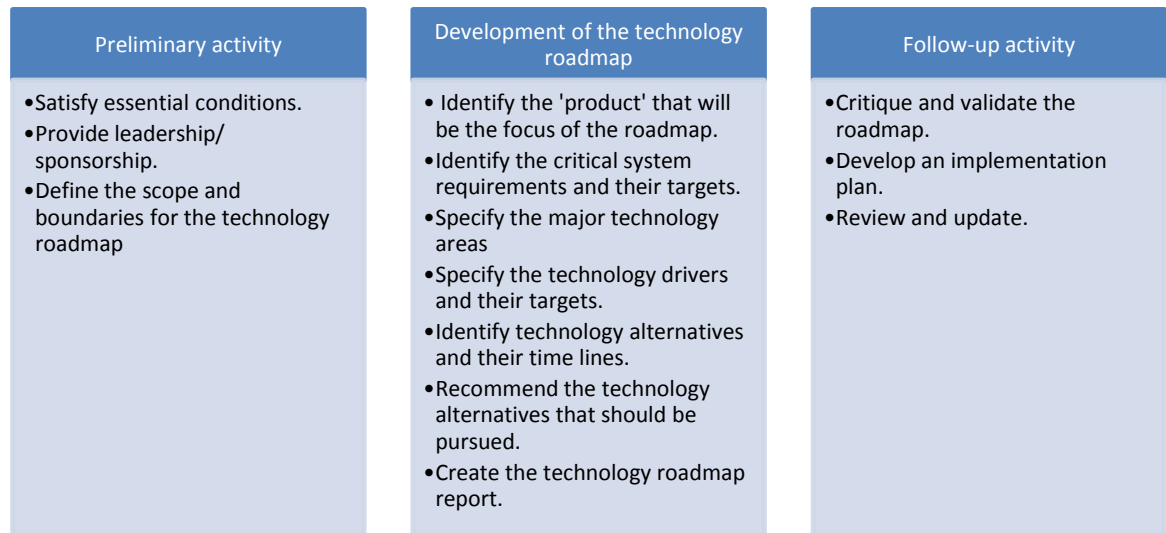 Preliminary activity
•Satisfy essential conditions.
•Provide leadership/
sponsorship.
•Define the scope and
boundaries for the technology
roadmap
Development of the technology
roadmap
• Identify the 'product' that will
be the focus of the roadmap.
•Identify the critical system
requirements and their targets.
•Specify the major technology
areas
•Specify the technology drivers
and their targets.
•Identify technology alternatives
and their time lines.
•Recommend the technology
alternatives that should be
pursued.
•Create the technology roadmap
report.
Follow-up activity
•Critique and validate the
roadmap.
•Develop an implementation
plan.
•Review and update.